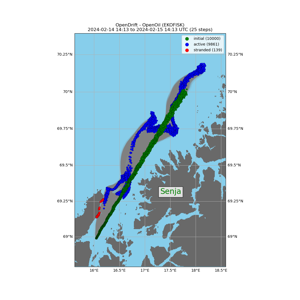 OpenDrift - OpenOil (EKOFISK)
2024-02-14 14:13 to 2024-02-15 14:13 UTC (25 steps)
initial (10000)
active (9861)
stranded (139)
70.25°N 70.25°N
70°N 70°N
69.75°N 69.75°N
69.5°N 69.5°N
Senja
69.25°N 69.25°N
69°N 69°N
16°E 16.5°E 17°E 17.5°E 18°E 18.5°E